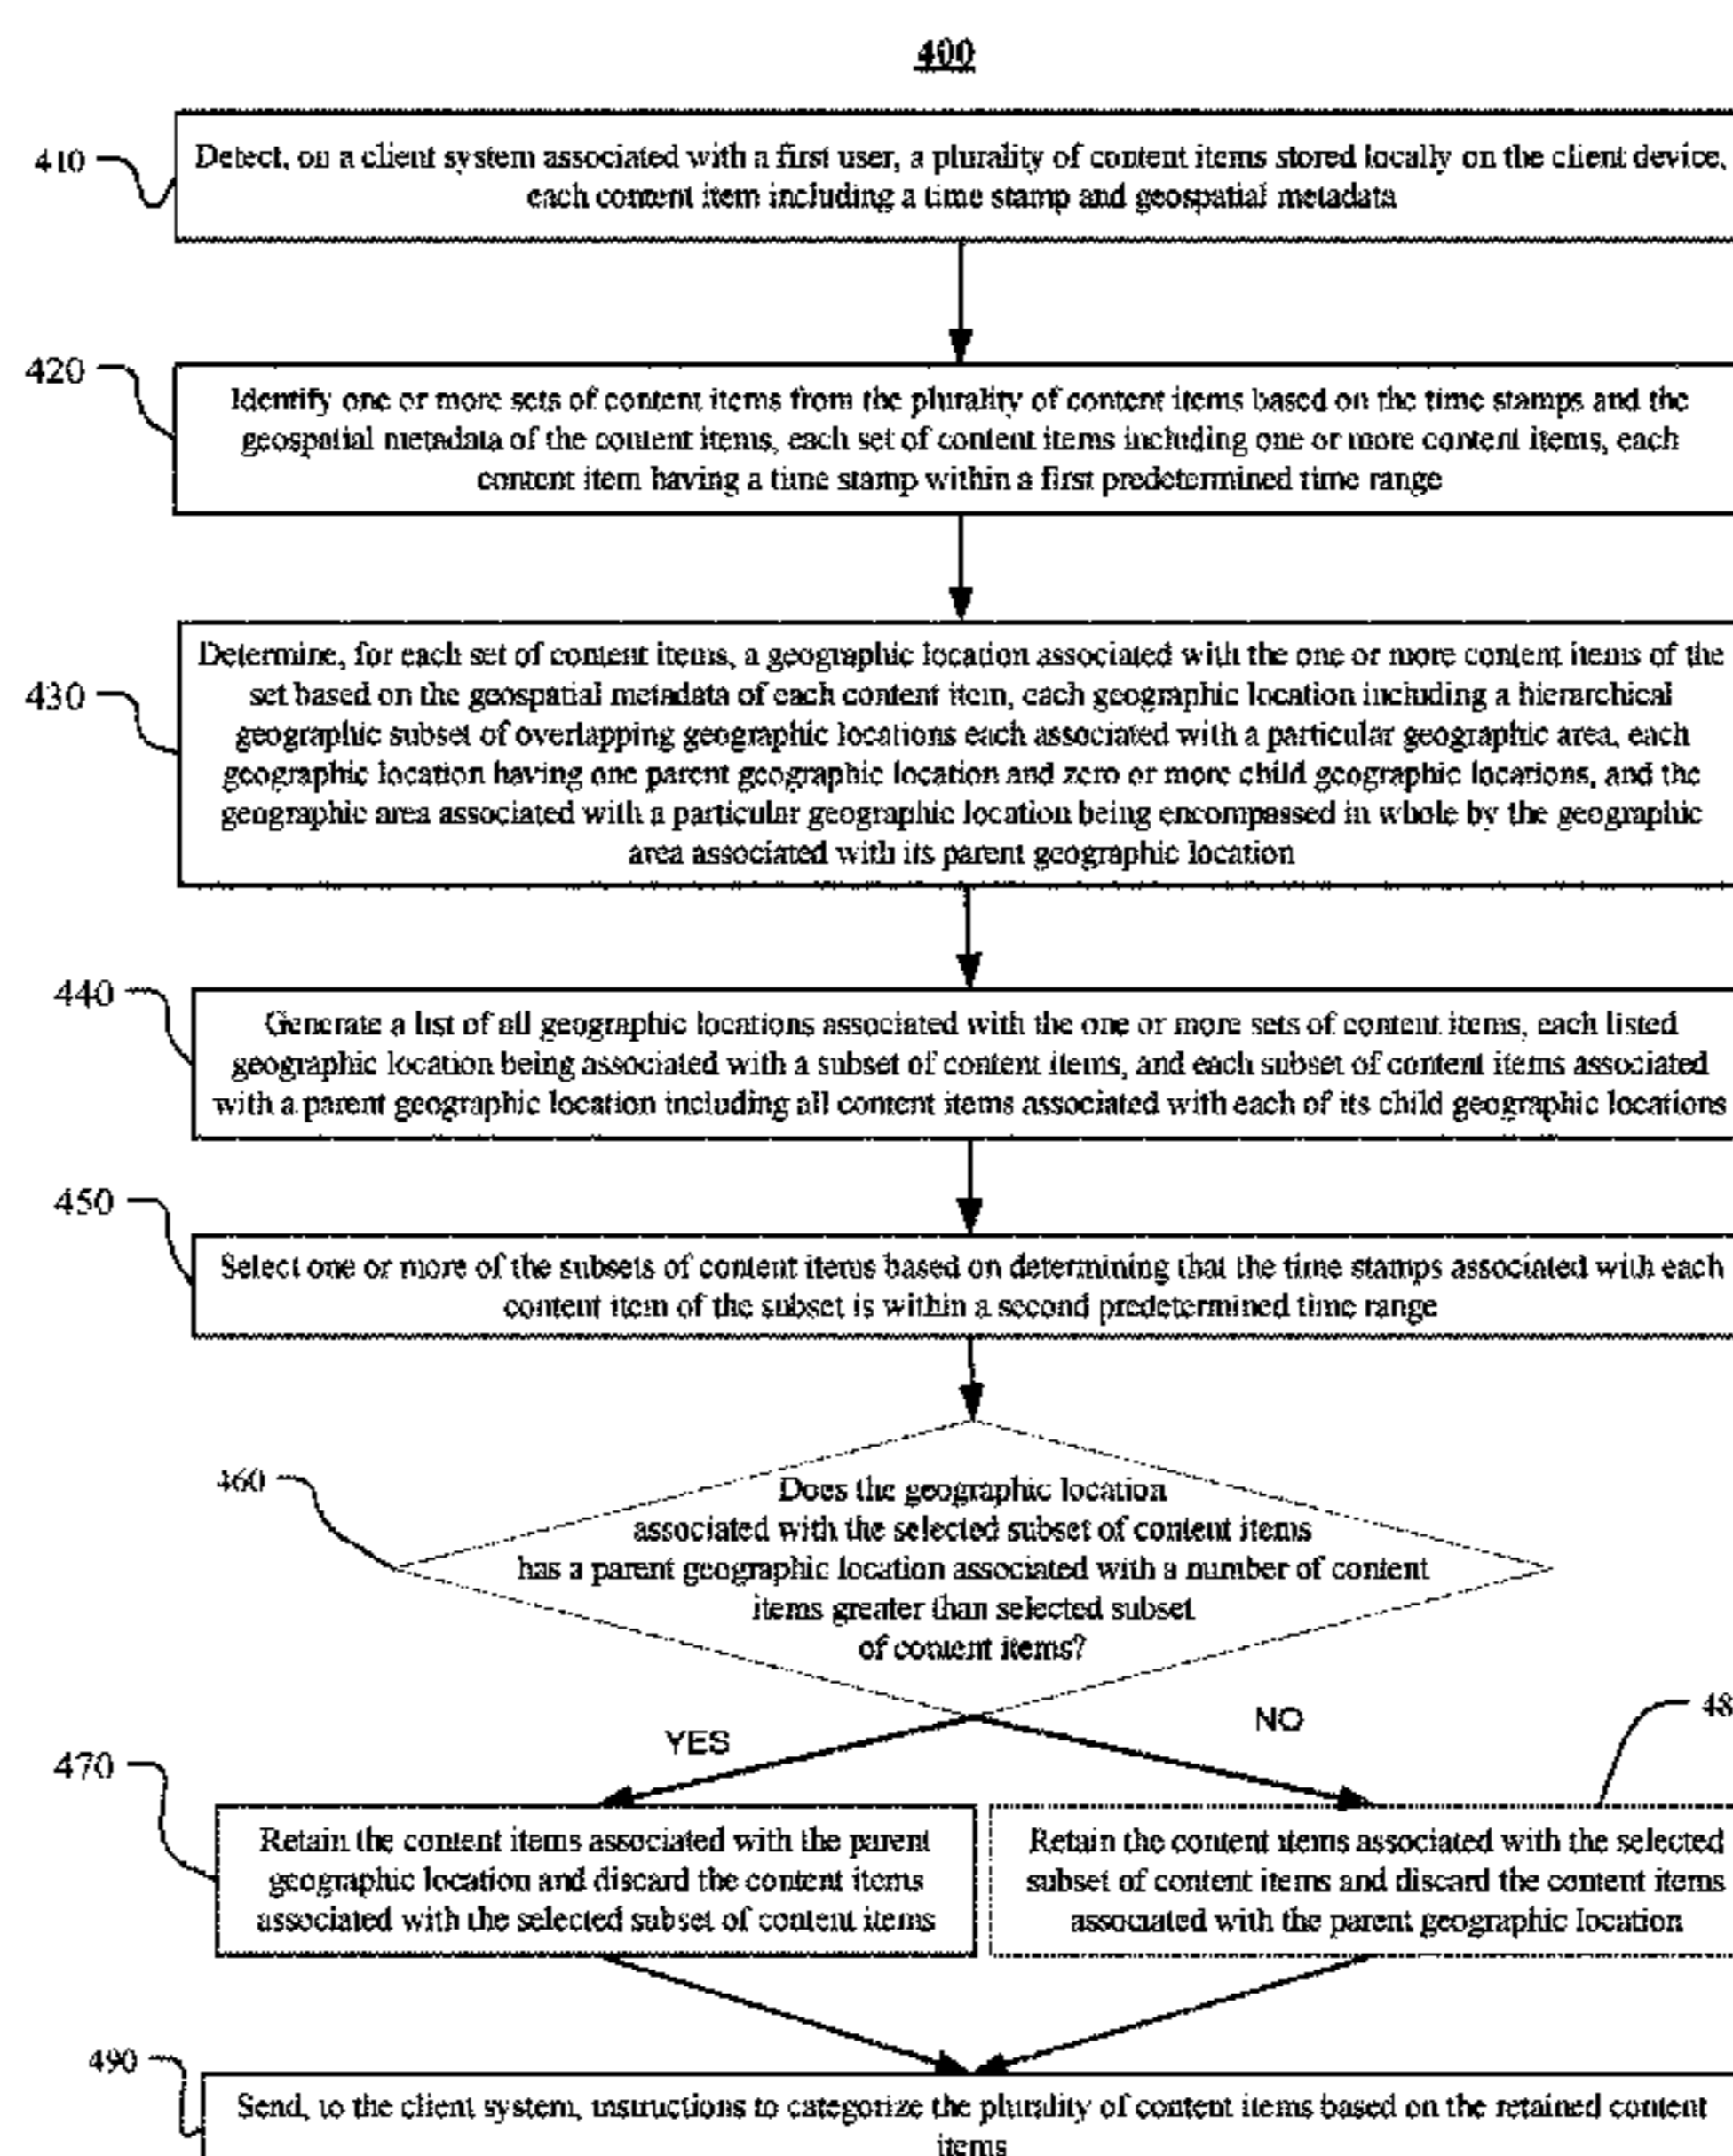 400
410
Detect, on a client system associated with a first user, a plurality of content items stored locally on the client device,
each content item including a time stamp and geospatial metadata
420
Identify one or more sets of content items from the plurality of content items based on the time stamps and the
geospatial metadata of the content items, each set of content items including one or more content items, each
content item having a time stamp within a first predetermined time range
430
Determine, for each set of content items, a geographic location associated with the one or more content items of the
set based on the geospatial metadata of each content item, each geographic location including a hierarchical
geographic subset of overlapping geographic locations each associated with a particular geographic area, each
geographic location having one parent geographic location and zero or more child geographic locations, and the
geographic area associated with a particular geographic location being encompassed in whole by the geographic
area associated with its parent geographic location
440
Generate a list of all geographic locations associated with the one or more sets of content items, each listed
geographic location being associated with a subset of content items, and each subset of content items associated
with a parent geographic location including all content items associated with each of its child geographic locations
450
Select one or more of the subsets of content items based on determining that the time stamps associated with each
content item of the subset is within a second predetermined time range
460
Does the geographic location
associated with the selected subset of content items
has a parent geographic location associated with a number of content
items greater than selected subset
of content items?
YES
NO
48
470
Retain the content items associated with the parent
geographic location and discard the content items
associated with the selected subset of content items
Retain the content items associated with the selected
subset of content items and discard the content items
associated with the parent geographic location
490
Send, to the client system, instructions to categorize the plurality of content items based on the retained content
items